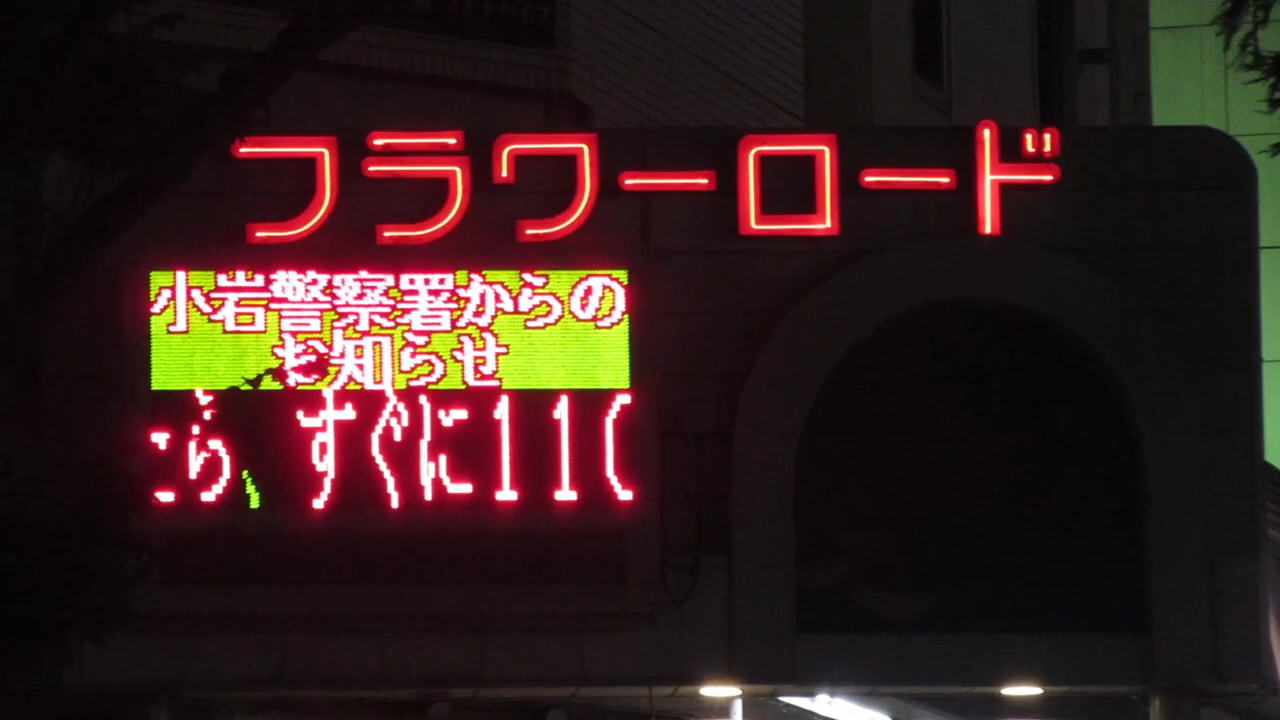 フラワーロード
小岩警察署からの
お知らせ
ら、すぐに11